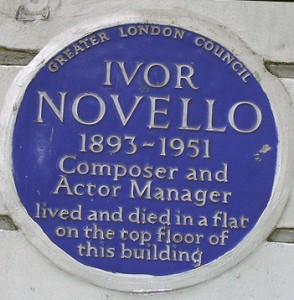 GREATER LONDON COUNCIL
IVOR
NOVELLO
1893~1951
Composer and
Actor Manager
lived and died in a flat
on the top floor of
this building